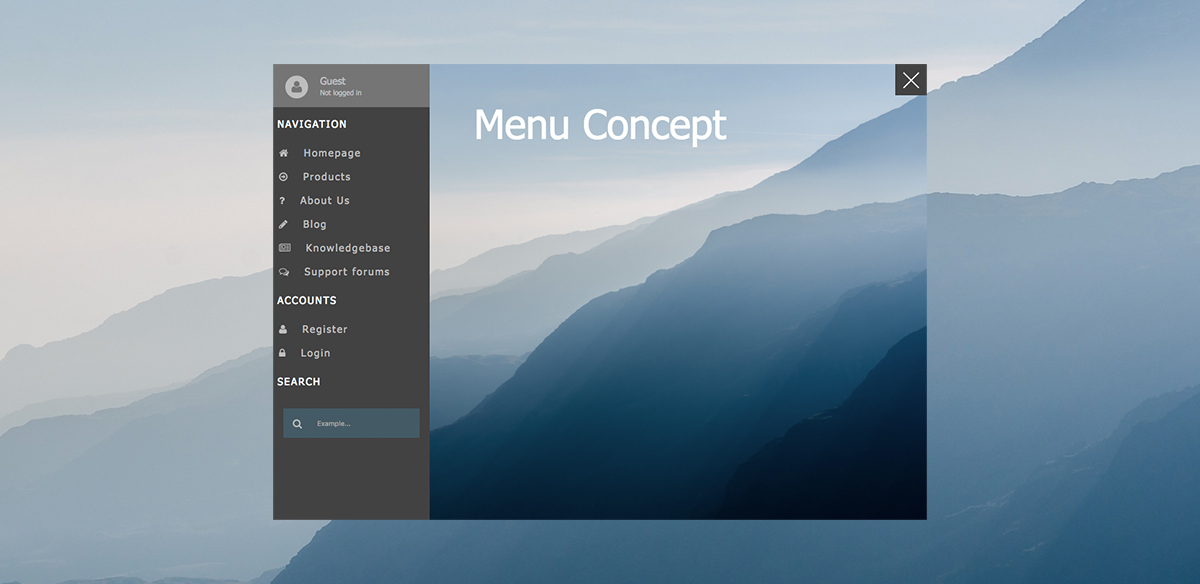 Guest
Not logged in
Menu Concept
NAVIGATION
Homepage
Products
? About Us
Blog
Knowledgebase
Support forums
ACCOUNTS
Register
Login
SEARCH
Example...